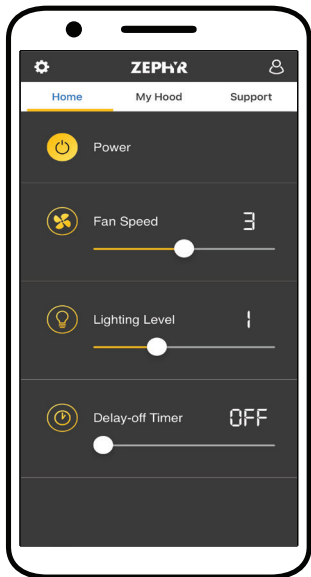 ZEPHYR
Home My Hood Support
Power
Fan Speed 3
Lighting Level 1
Delay-off Timer OFF